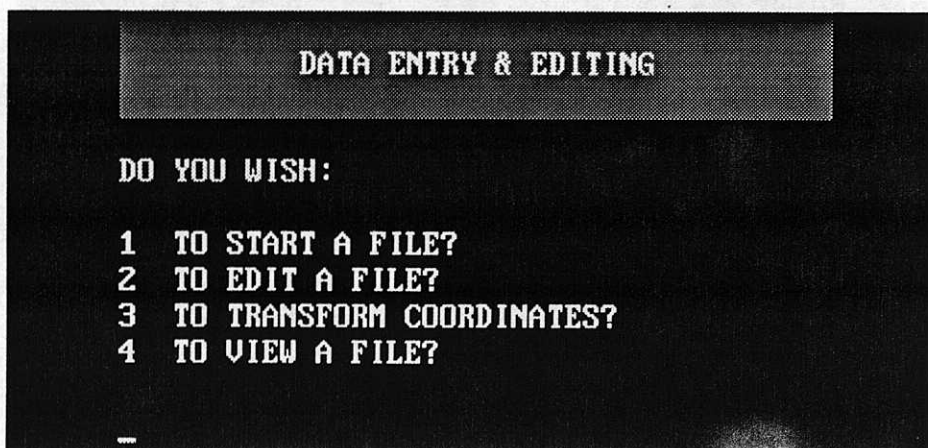 DATA ENTRY & EDITING
DO YOU WISH:
1 TO START A FILE?
2 TO EDIT A FILE?
3 TO TRANSFORM COORDINATES?
4 TO VIEW A FILE?